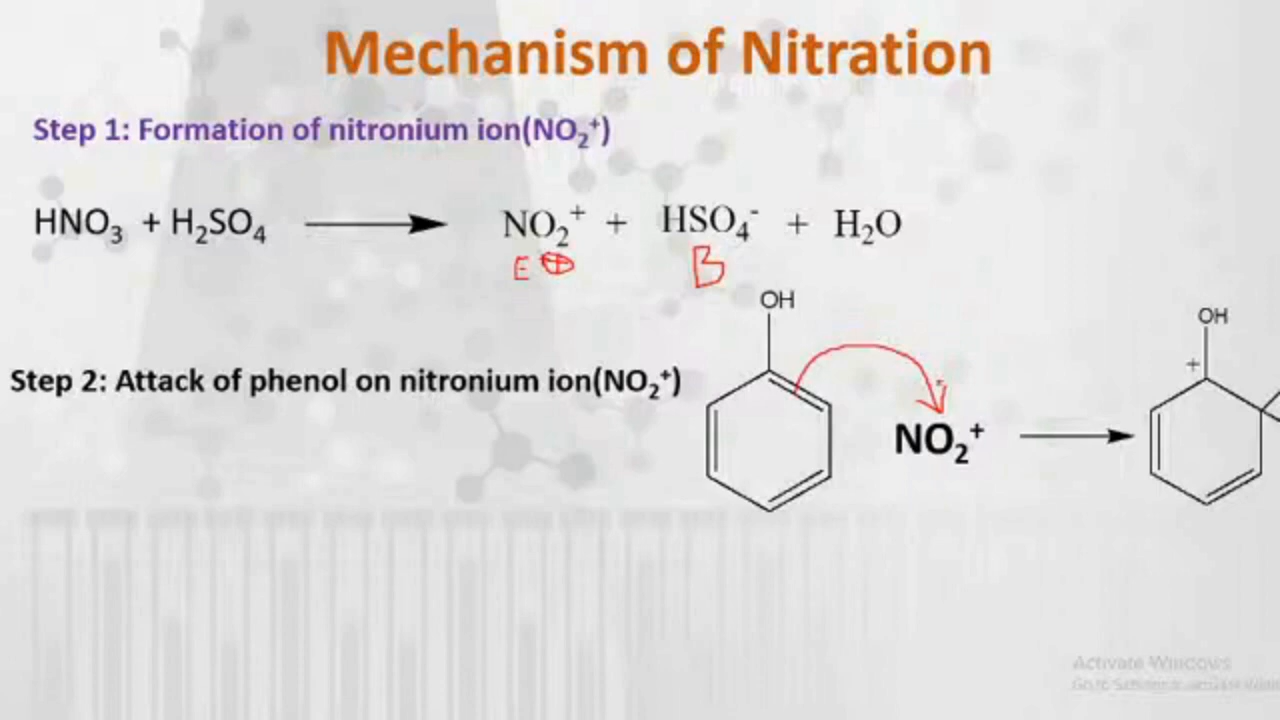 Mechanism of Nitration
Step 1: Formation of nitronium ion(NO₂⁺)
HNO₃ + H₂SO₄ ⟶ NO₂⁺ + HSO₄⁻ + H₂O
E ⊕ B
OH
OH
+
Step 2: Attack of phenol on nitronium ion(NO₂⁺)
NO₂⁺ ⟶
Activate Windows
Go to Settings to activate Windows